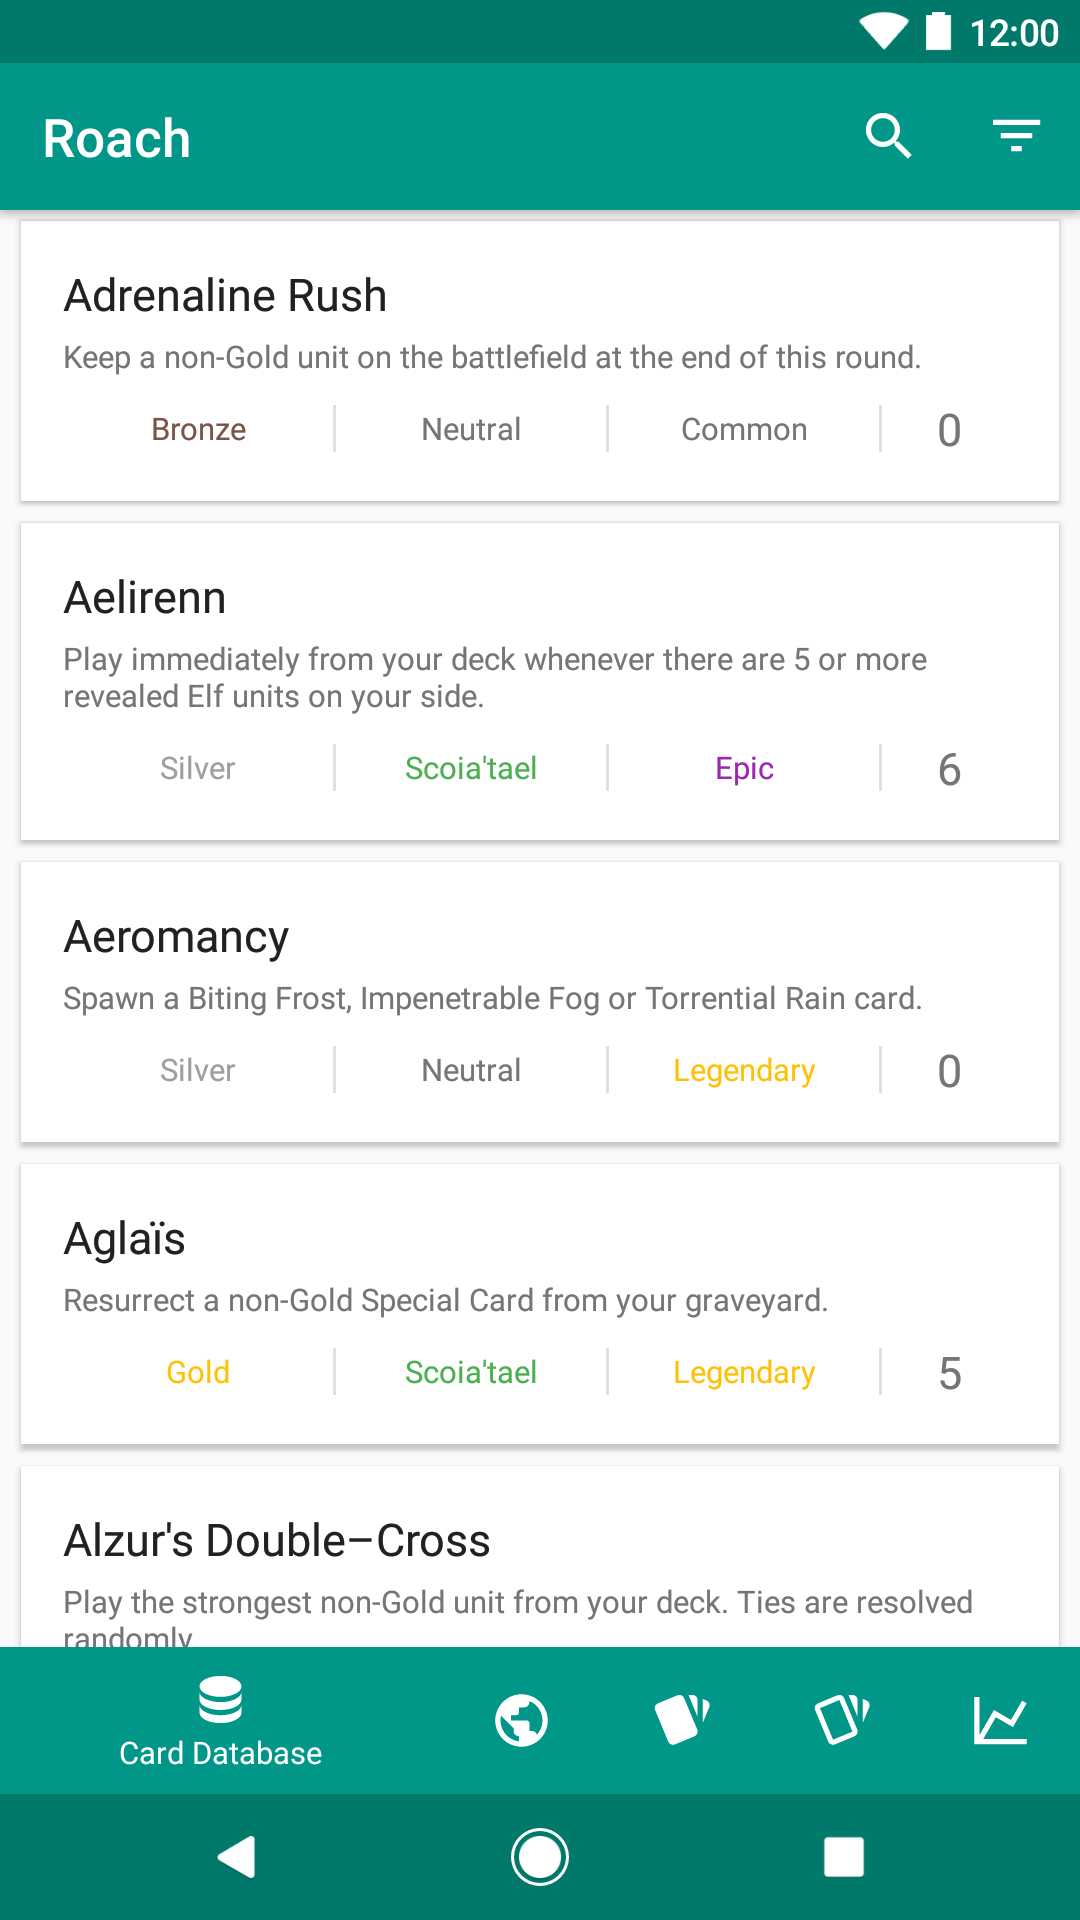 12:00
Roach
Adrenaline Rush
Keep a non-Gold unit on the battlefield at the end of this round.
Bronze Neutral Common 0
Aelirenn
Play immediately from your deck whenever there are 5 or more
revealed Elf units on your side.
Silver Scoia'tael Epic 6
Aeromancy
Spawn a Biting Frost, Impenetrable Fog or Torrential Rain card.
Silver Neutral Legendary 0
Aglaïs
Resurrect a non-Gold Special Card from your graveyard.
Gold Scoia'tael Legendary 5
Alzur's Double–Cross
Play the strongest non-Gold unit from your deck. Ties are resolved
randomly
Card Database